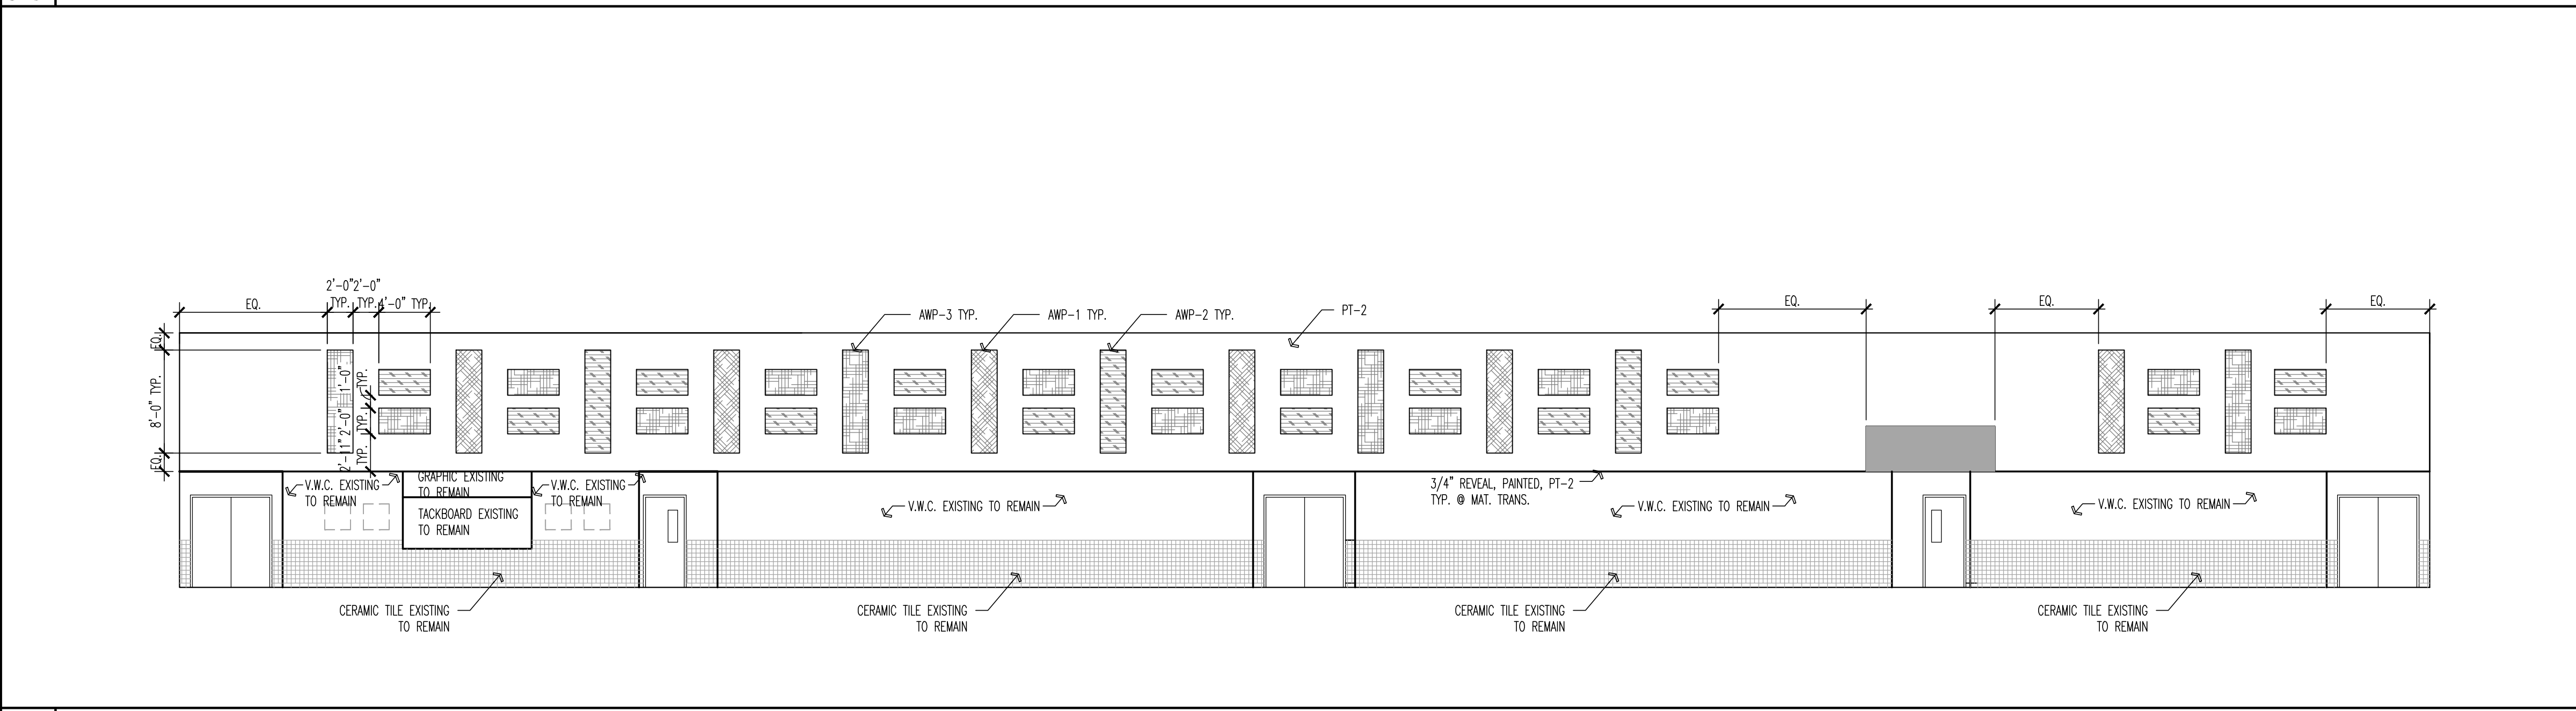 2'-0" 2'-0"
TYP. TYP. 4'-0" TYP.
EQ.
EQ.
EQ.
EQ.
AWP-3 TYP.
AWP-1 TYP.
AWP-2 TYP.
PT-2
EQ.
8'-0" TYP.
EQ.
1'-0"
TYP.
2'-0"
TYP.
2'-11"
TYP.
V.W.C. EXISTING
TO REMAIN
GRAPHIC EXISTING
TO REMAIN
TACKBOARD EXISTING
TO REMAIN
V.W.C. EXISTING
TO REMAIN
V.W.C. EXISTING TO REMAIN
3/4" REVEAL, PAINTED, PT-2
TYP. @ MAT. TRANS.
V.W.C. EXISTING TO REMAIN
V.W.C. EXISTING TO REMAIN
CERAMIC TILE EXISTING
TO REMAIN
CERAMIC TILE EXISTING
TO REMAIN
CERAMIC TILE EXISTING
TO REMAIN
CERAMIC TILE EXISTING
TO REMAIN